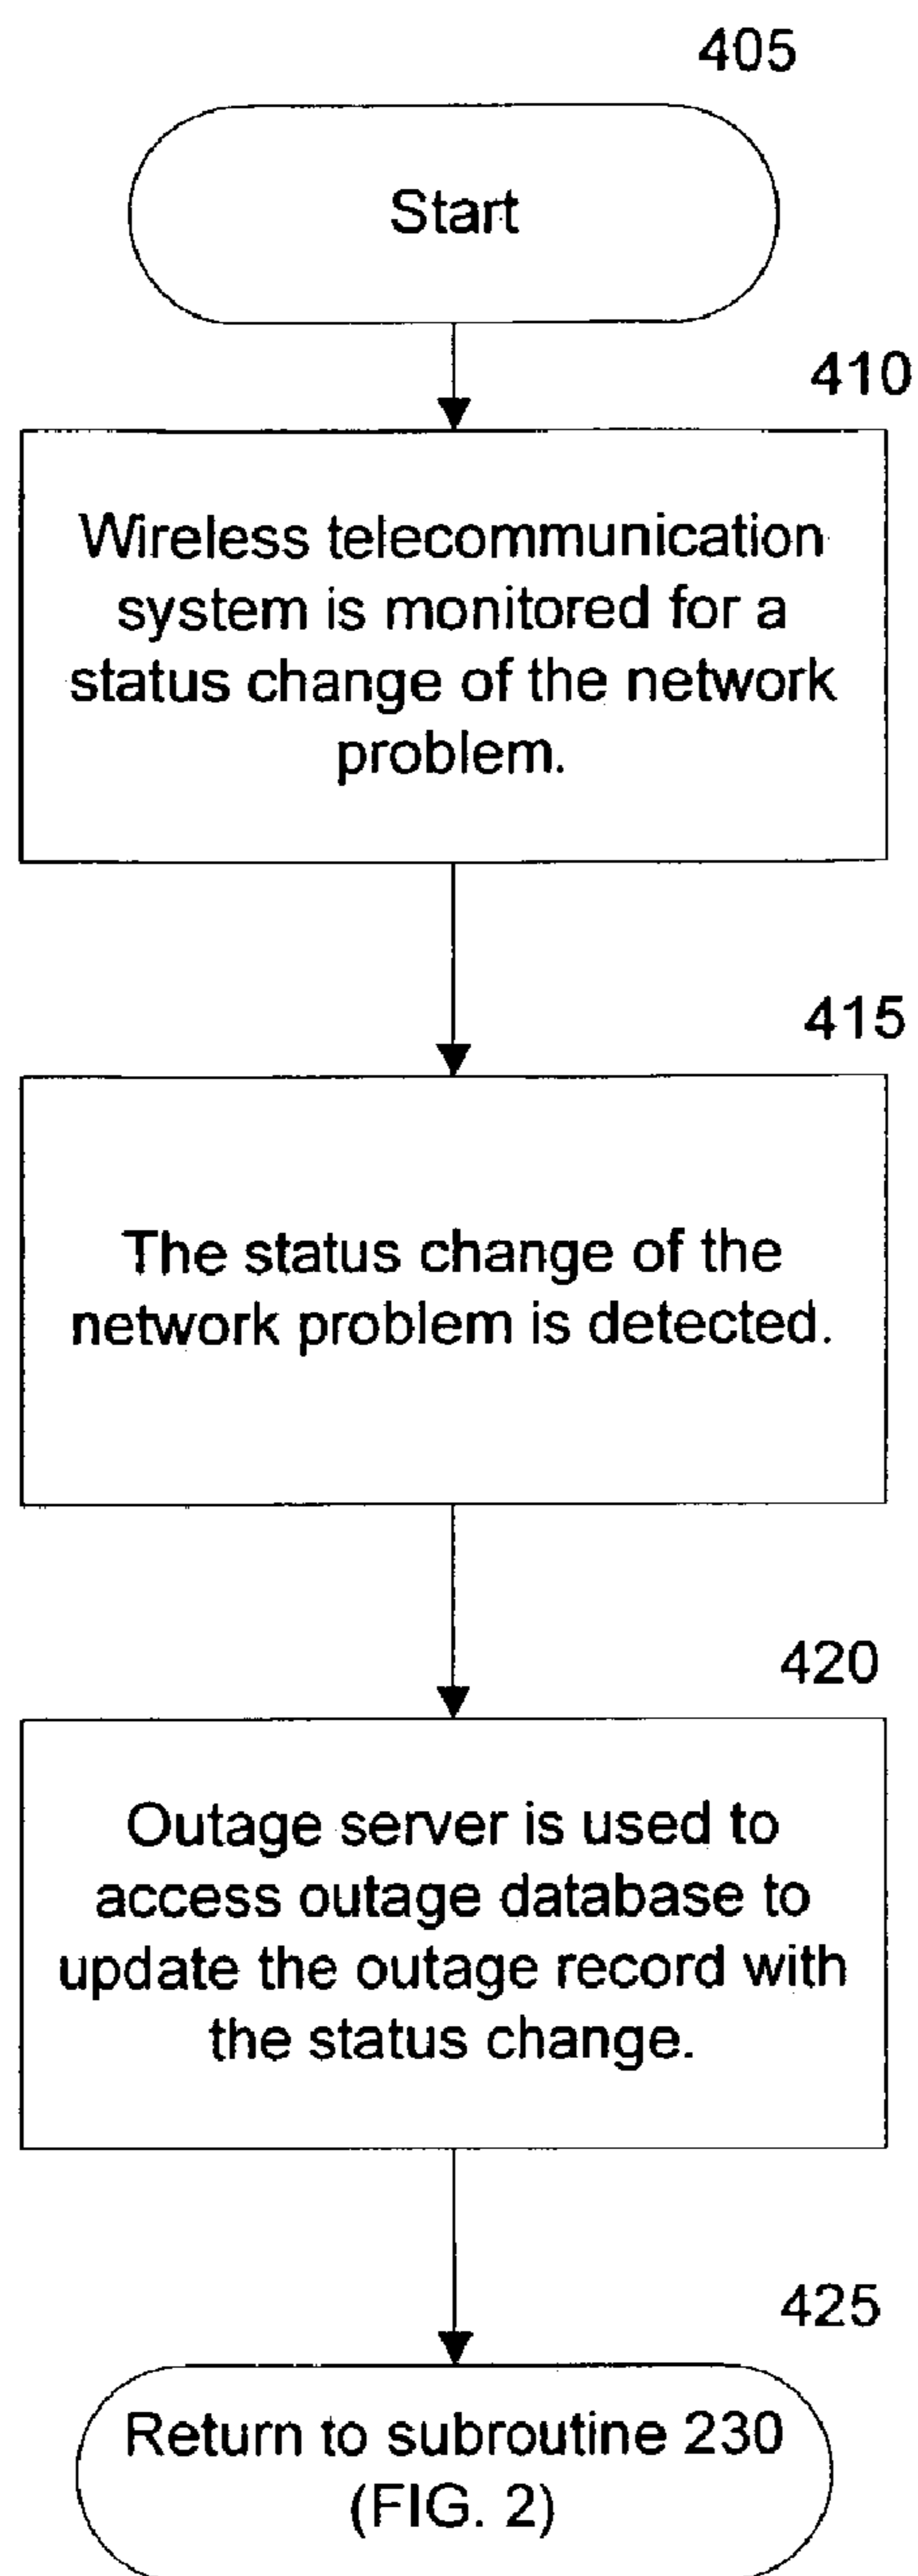 405
Start
410
Wireless telecommunication
system is monitored for a
status change of the network
problem.
415
The status change of the
network problem is detected.
420
Outage server is used to
access outage database to
update the outage record with
the status change.
425
Return to subroutine 230
(FIG. 2)